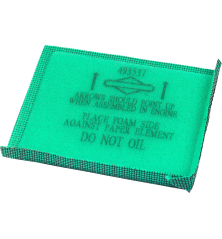 493537
ARROWS SHOULD POINT UP
WHEN ASSEMBLED IN ENGINE
PLACE FOAM SIDE
AGAINST PAPER ELEMENT
DO NOT OIL